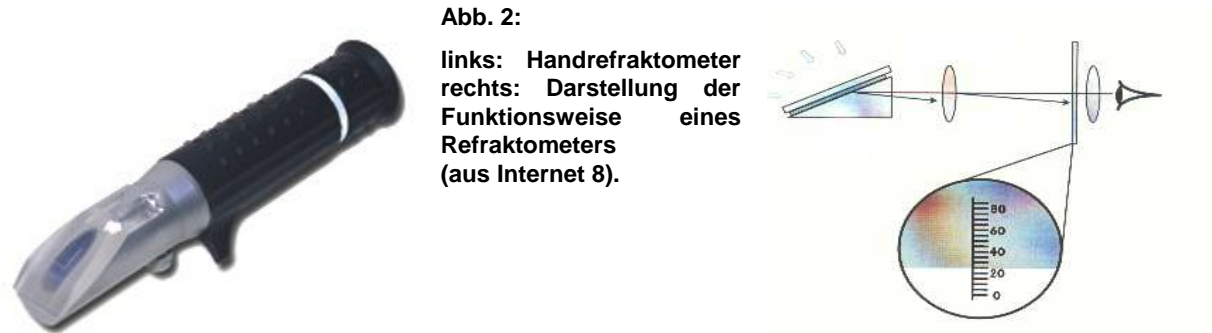 Abb. 2:
links: Handrefraktometer
rechts: Darstellung der
Funktionsweise eines
Refraktometers
(aus Internet 8).
80
60
40
20
0